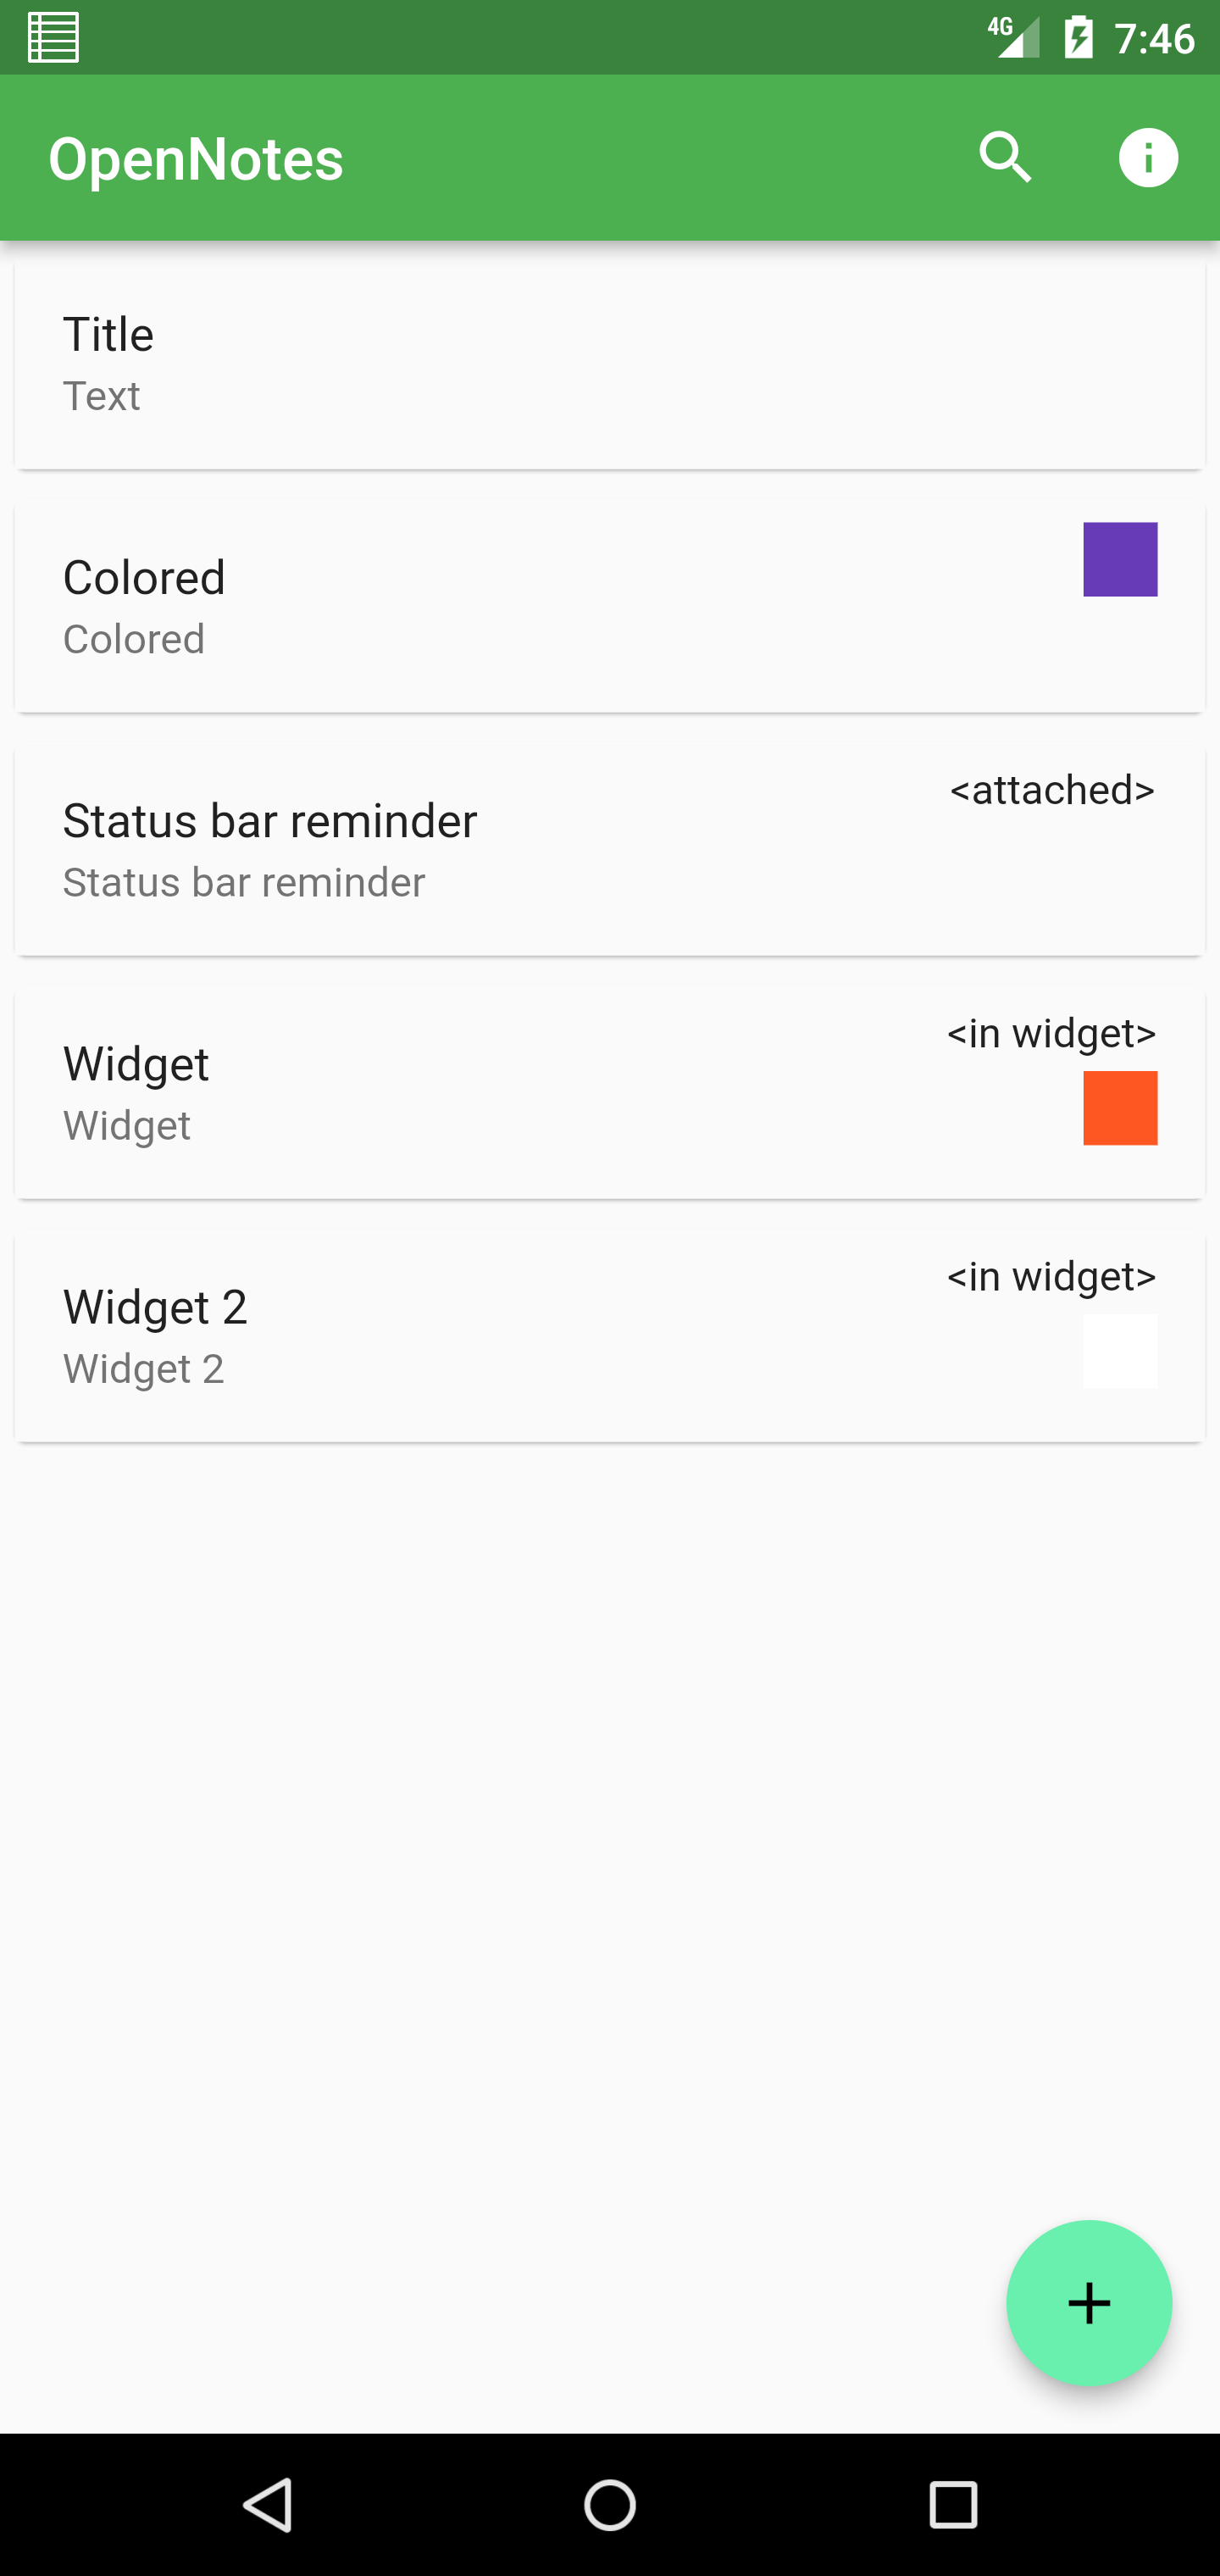 4G 7:46
OpenNotes
Title
Text
Colored
Colored
<attached>
Status bar reminder
Status bar reminder
<in widget>
Widget
Widget
<in widget>
Widget 2
Widget 2